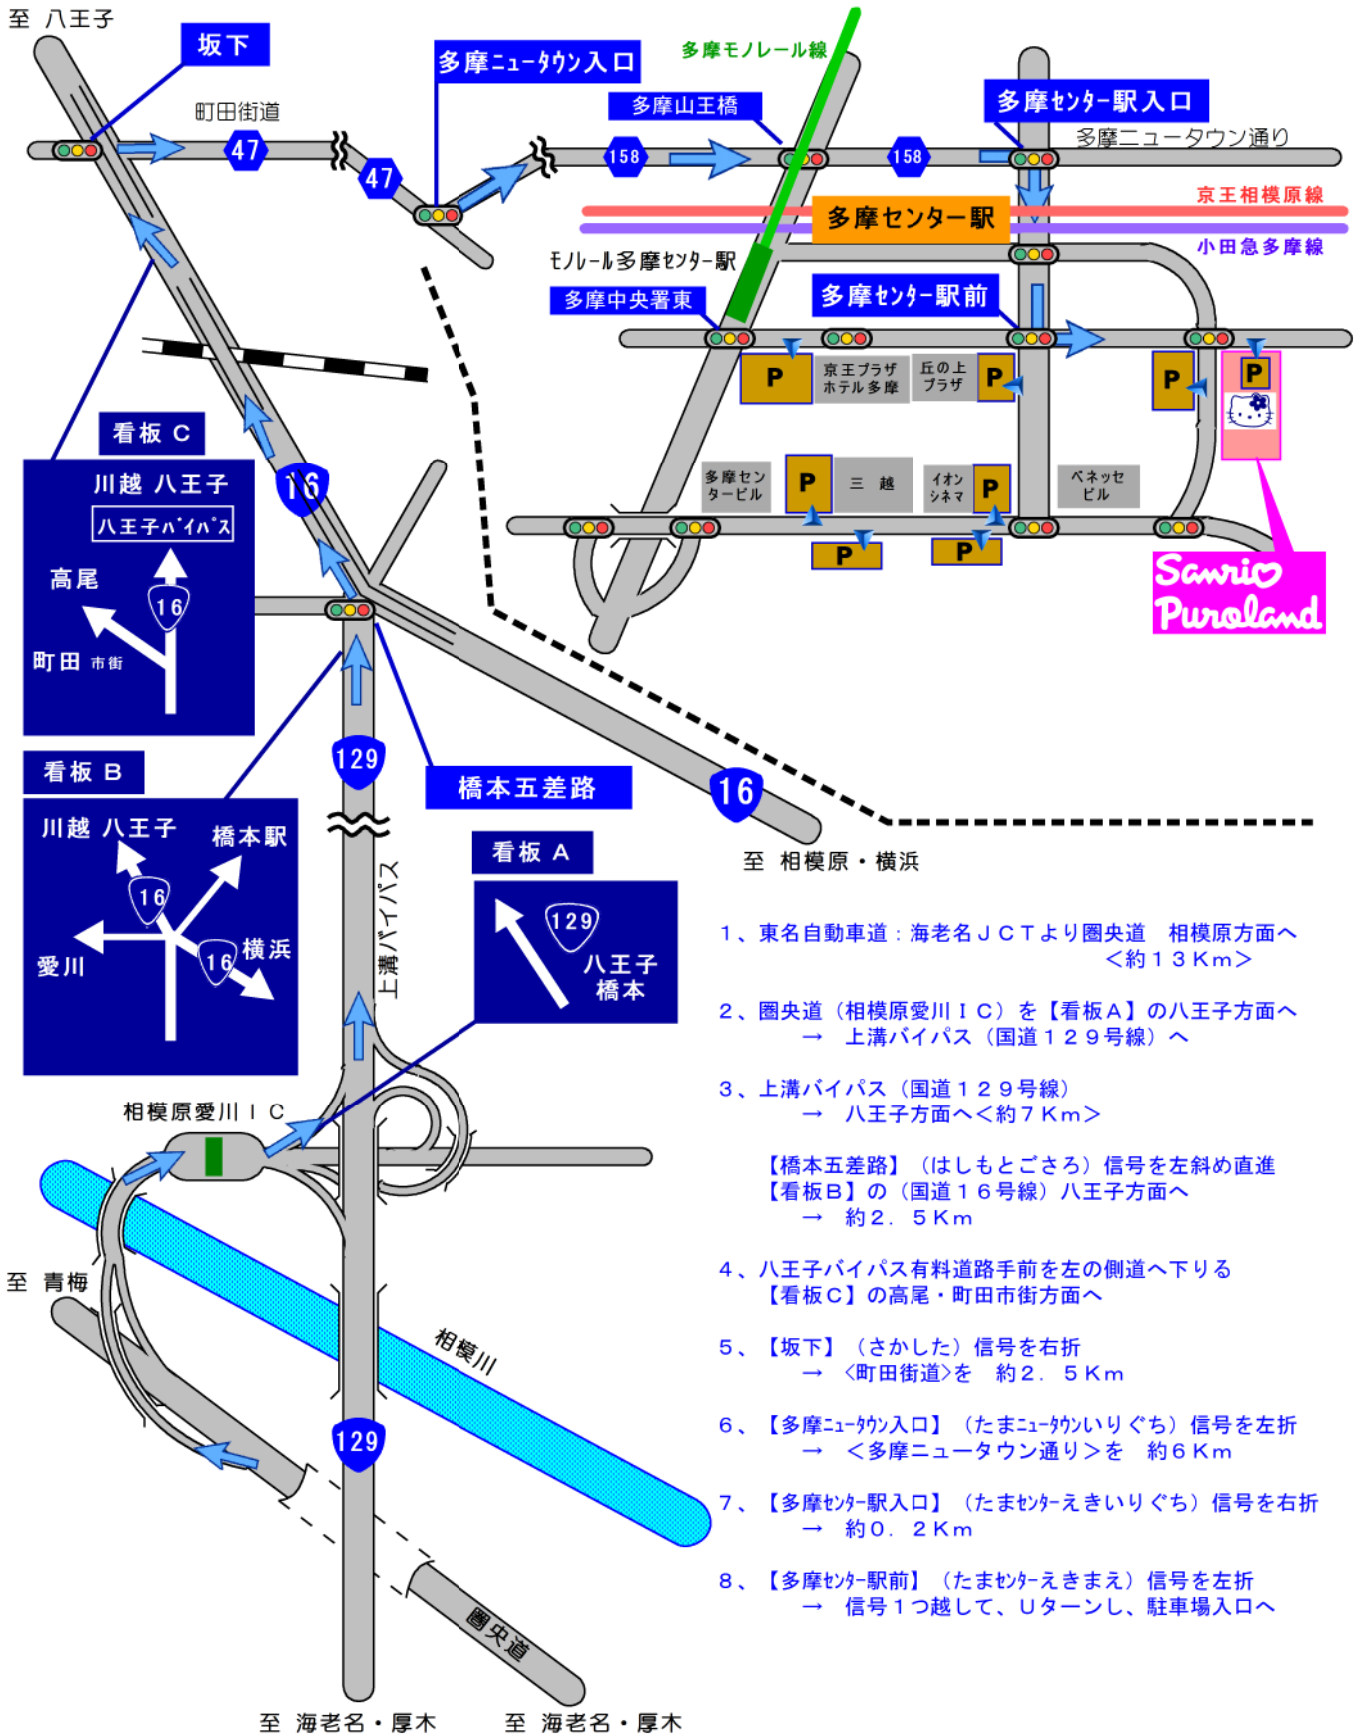 至 八王子
坂下
町田街道
47
47
多摩ニュータウン入口
多摩モノレール線
多摩山王橋
158
158
多摩センター駅入口
多摩ニュータウン通り
京王相模原線
多摩センター駅
小田急多摩線
モノレール多摩センター駅
多摩中央署東
多摩センター駅前
P
京王プラザ
ホテル多摩
丘の上
プラザ
P
P
P
多摩セン
タービル
P
三 越
イオン
シネマ
P
ベネッセ
ビル
P
P
Sanrio
Puroland
看板 C
川越 八王子
八王子バイパス
高尾
16
町田 市街
16
看板 B
川越 八王子
橋本駅
16
16
横浜
愛川
129
橋本五差路
16
至 相模原・横浜
看板 A
129
八王子
橋本
上溝バイパス
相模原愛川IC
至 青梅
相模川
129
圏央道
至 海老名・厚木
至 海老名・厚木
1、東名自動車道:海老名JCTより圏央道 相模原方面へ
<約13Km>
2、圏央道(相模原愛川IC)を【看板A】の八王子方面へ
→ 上溝バイパス(国道129号線)へ
3、上溝バイパス(国道129号線)
→ 八王子方面へ<約7Km>
【橋本五差路】(はしもとごさろ)信号を左斜め直進
【看板B】の(国道16号線)八王子方面へ
→ 約2.5Km
4、八王子バイパス有料道路手前を左の側道へ下りる
【看板C】の高尾・町田市街方面へ
5、【坂下】(さかした)信号を右折
→ <町田街道>を 約2.5Km
6、【多摩ニュータウン入口】(たまニュータウンいりぐち)信号を左折
→ <多摩ニュータウン通り>を 約6Km
7、【多摩センター駅入口】(たまセンターえきいりぐち)信号を右折
→ 約0.2Km
8、【多摩センター駅前】(たまセンターえきまえ)信号を左折
→ 信号1つ越して、Uターンし、駐車場入口へ